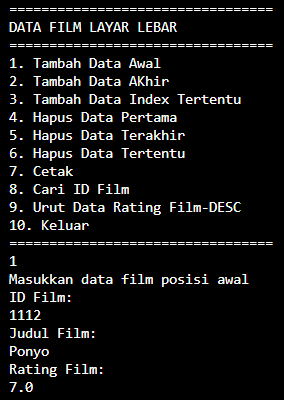 =================================
DATA FILM LAYAR LEBAR
=================================
1. Tambah Data Awal
2. Tambah Data AKhir
3. Tambah Data Index Tertentu
4. Hapus Data Pertama
5. Hapus Data Terakhir
6. Hapus Data Tertentu
7. Cetak
8. Cari ID Film
9. Urut Data Rating Film-DESC
10. Keluar
=================================
1
Masukkan data film posisi awal
ID Film:
1112
Judul Film:
Ponyo
Rating Film:
7.0